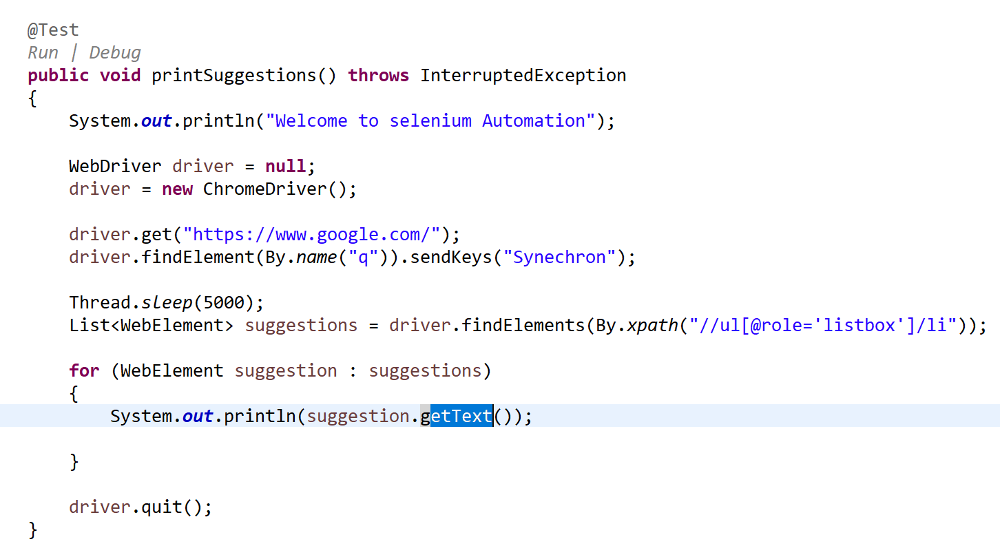 @Test
Run | Debug
public void printSuggestions() throws InterruptedException
{
    System.out.println("Welcome to selenium Automation");
    WebDriver driver = null;
    driver = new ChromeDriver();
    driver.get("https://www.google.com/");
    driver.findElement(By.name("q")).sendKeys("Synechron");
    Thread.sleep(5000);
    List<WebElement> suggestions = driver.findElements(By.xpath("//ul[@role='listbox']/li"));
    for (WebElement suggestion : suggestions)
    {
        System.out.println(suggestion.getText());
    }
    driver.quit();
}